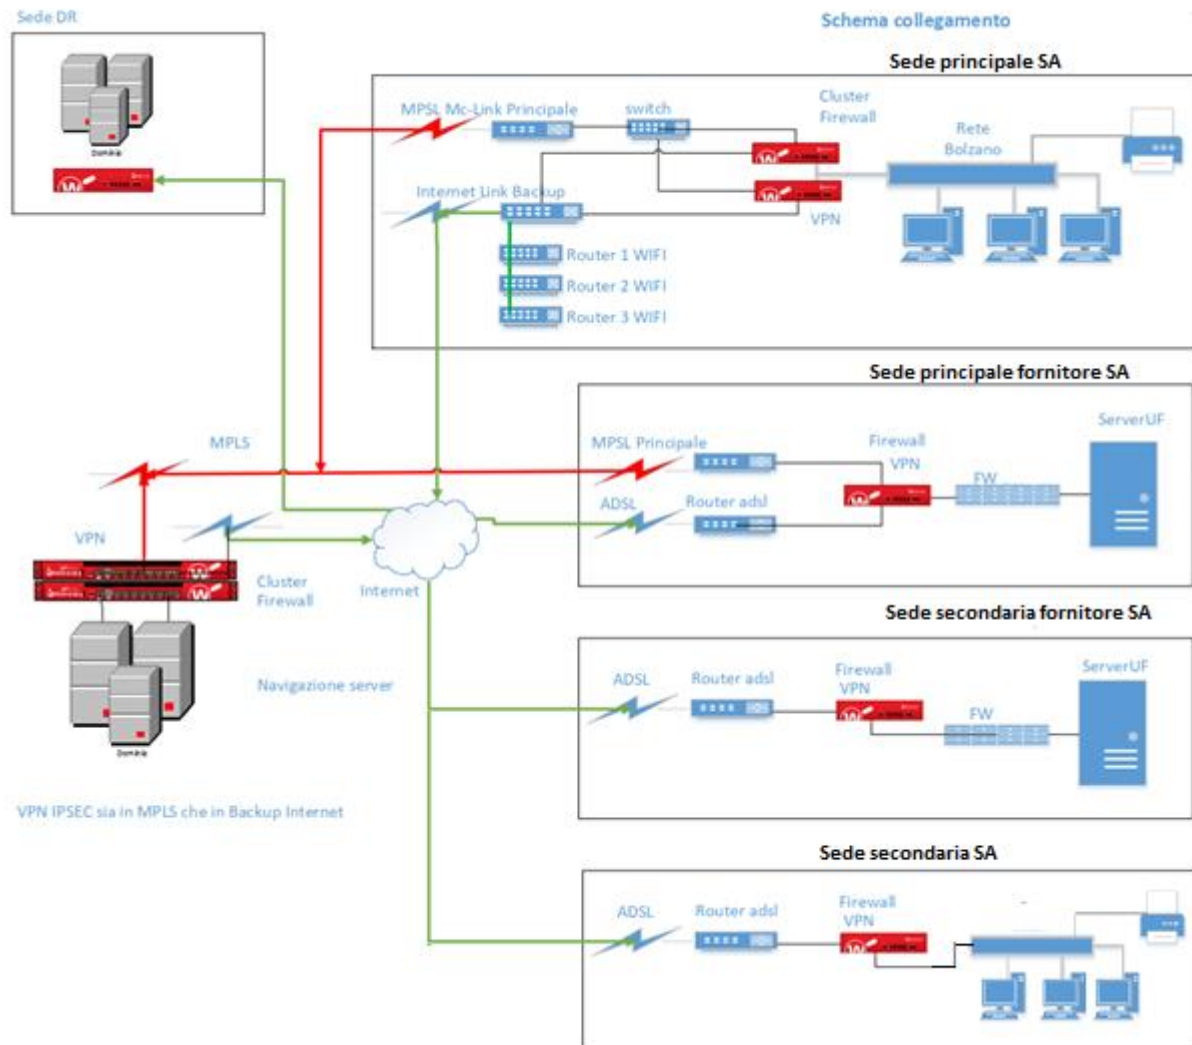 Sede DR
Schema collegamento
Dominio
Sede principale SA
MPSL Mc-Link Principale
switch
Cluster
Firewall
Rete
Bolzano
Internet Link Backup
VPN
Router 1 WIFI
Router 2 WIFI
Router 3 WIFI
Sede principale fornitore SA
MPLS
MPSL Principale
Firewall
VPN
ServerUF
FW
ADSL
Router adsl
VPN
Cluster
Firewall
Internet
Navigazione server
Dominio
VPN IPSEC sia in MPLS che in Backup Internet
Sede secondaria fornitore SA
ADSL
Router adsl
Firewall
VPN
FW
ServerUF
Sede secondaria SA
ADSL
Router adsl
Firewall
VPN